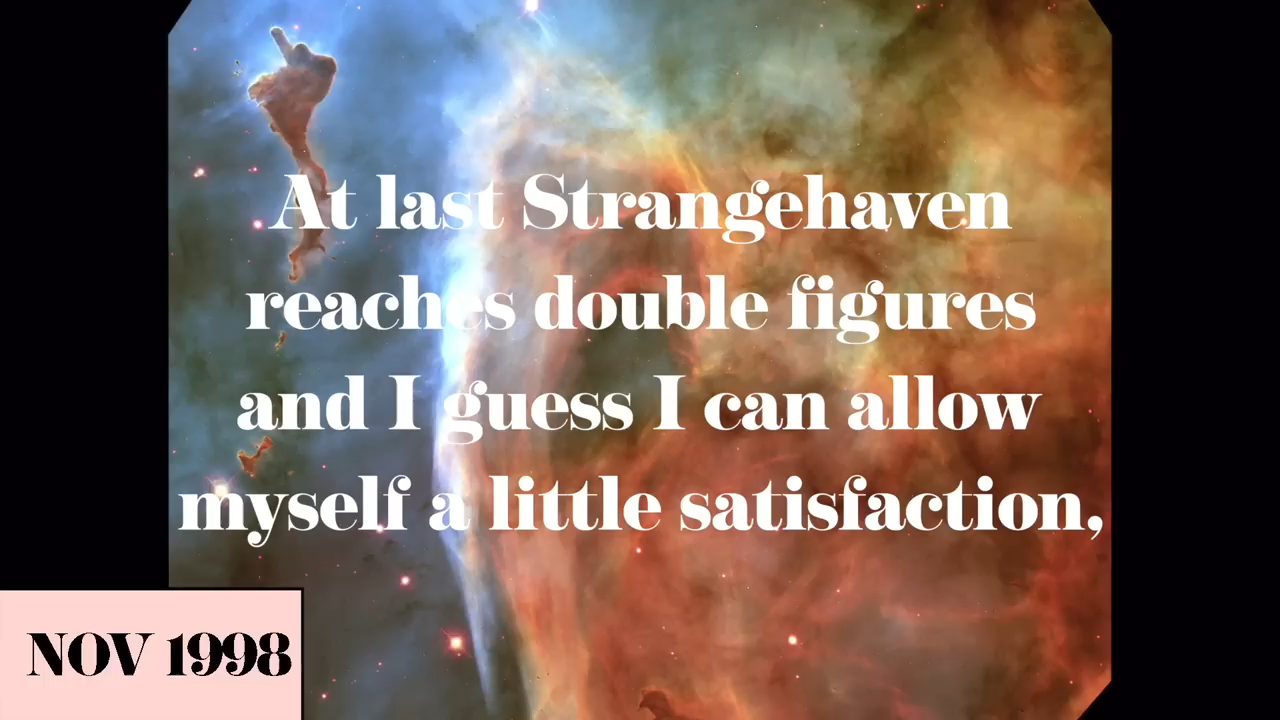 At last Strangehaven
reaches double figures
and I guess I can allow
myself a little satisfaction,
NOV 1998